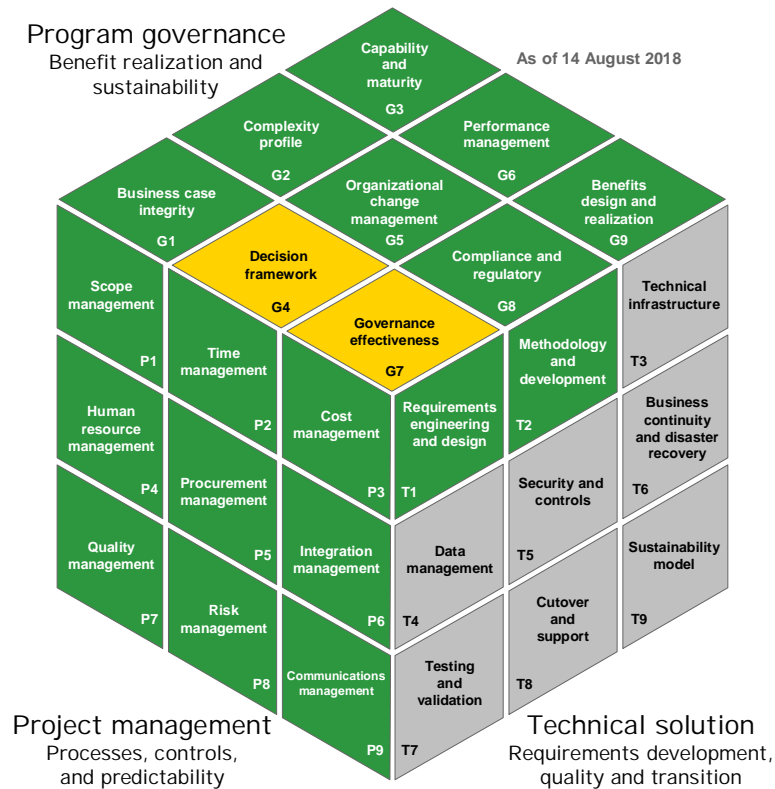 Program governance
Benefit realization and
sustainability
As of 14 August 2018
Capability
and
maturity
G3
Complexity
profile
G2
Performance
management
G6
Business case
integrity
G1
Organizational
change
management
G5
Benefits
design and
realization
G9
Decision
framework
G4
Compliance and
regulatory
G8
Governance
effectiveness
G7
Scope
management
P1
Time
management
P2
Cost
management
P3
Human
resource
management
P4
Procurement
management
P5
Integration
management
P6
Quality
management
P7
Risk
management
P8
Communications
management
P9
Requirements
engineering
and design
T1
Methodology
and
development
T2
Technical
infrastructure
T3
Data
management
T4
Security and
controls
T5
Business
continuity
and disaster
recovery
T6
Testing
and
validation
T7
Cutover
and
support
T8
Sustainability
model
T9
Project management
Processes, controls,
and predictability
Technical solution
Requirements development,
quality and transition